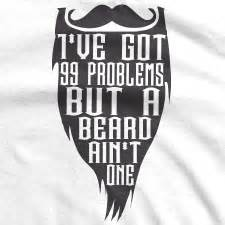 I'VE GOT
99 PROBLEMS
BUT A
BEARD
AIN'T
ONE